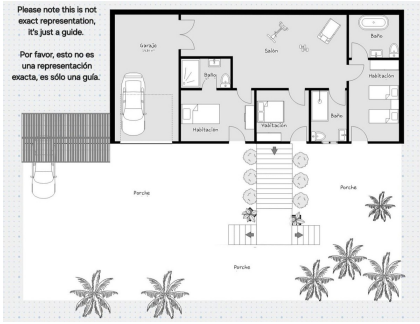 Please note this is not
exact representation,
it's just a guide.
Por favor, esto no es
una representación
exacta, es sólo una guía.
Garaje
Salón
Baño
Baño
Habitación
Habitación
Habitación
Baño
Porche
Porche
Porche